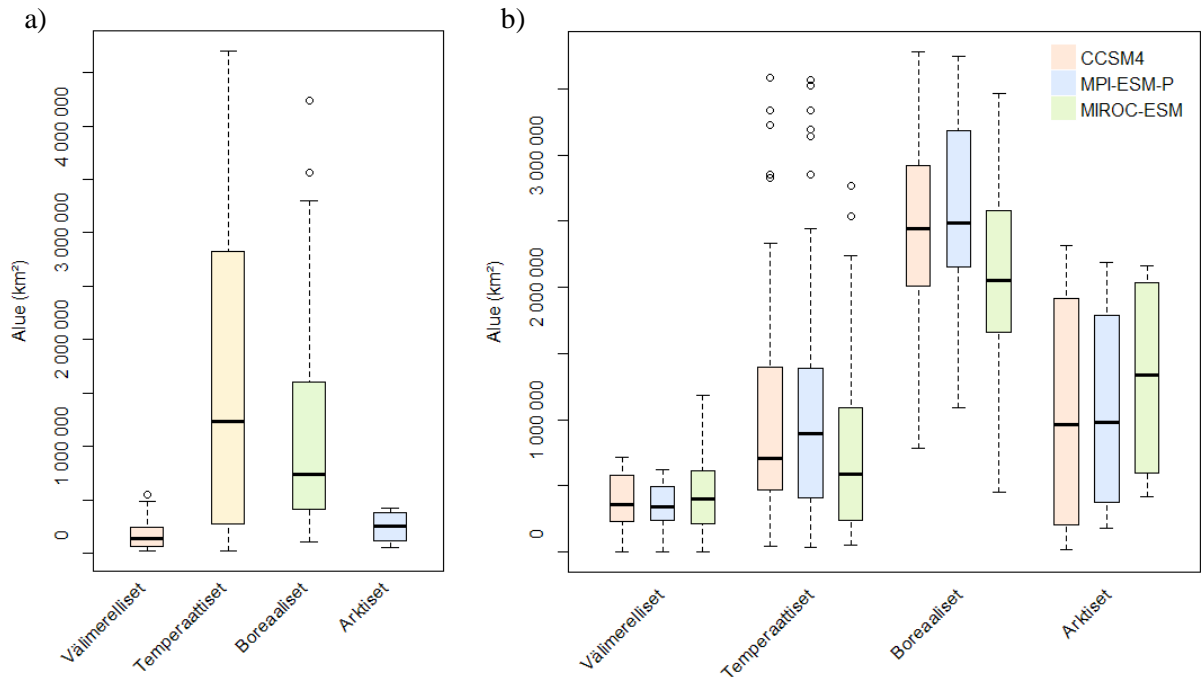 a)
Alue (km²)
4 000 000
3 000 000
2 000 000
1 000 000
0
Välimerelliset
Temperaattiset
Boreaaliset
Arktiset
b)
Alue (km²)
3 000 000
2 000 000
1 000 000
0
CCSM4
MPI-ESM-P
MIROC-ESM
Välimerelliset
Temperaattiset
Boreaaliset
Arktiset